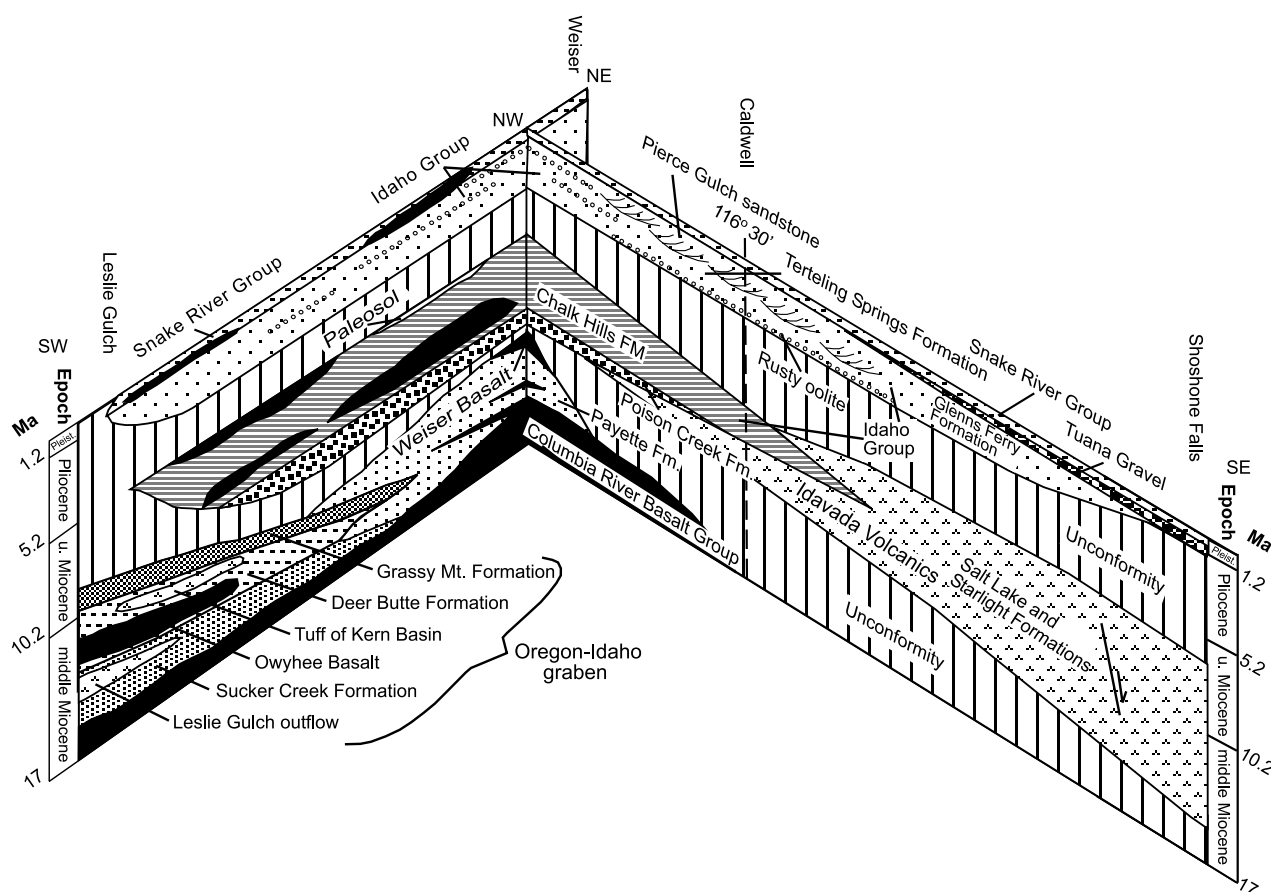 Weiser
NE
NW
Caldwell
Idaho Group
Pierce Gulch sandstone
116º 30'
Leslie Gulch
Snake River Group
Terteling Springs Formation
Paleosol
Chalk Hills FM
Snake River Group
Shoshone Falls
SW
Epoch
Ma
Rusty oolite
Tuana Gravel
Weiser Basalt
Poison Creek Fm.
Idaho
Group
Glenns Ferry
Formation
SE
Epoch
Ma
Pleist.
1.2
Pliocene
5.2
u. Miocene
10.2
middle Miocene
17
Payette Fm.
Columbia River Basalt Group
Idavada Volcanics
Unconformity
Salt Lake and
Starlight Formations
Unconformity
Grassy Mt. Formation
Deer Butte Formation
Tuff of Kern Basin
Owyhee Basalt
Sucker Creek Formation
Leslie Gulch outflow
Oregon-Idaho
graben
Pleist.
1.2
Pliocene
5.2
u. Miocene
10.2
middle Miocene
17